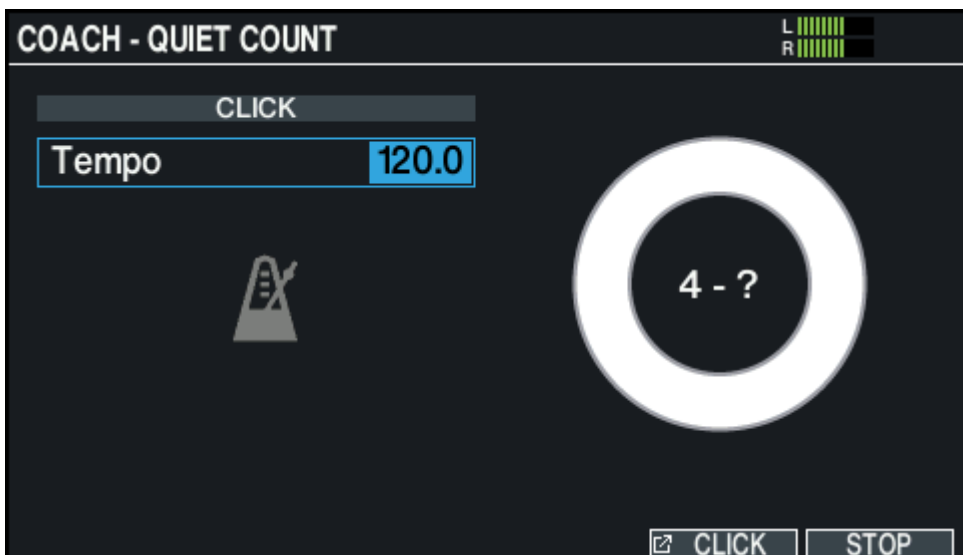 COACH - QUIET COUNT
L
R
CLICK
Tempo 120.0
4 - ?
CLICK STOP